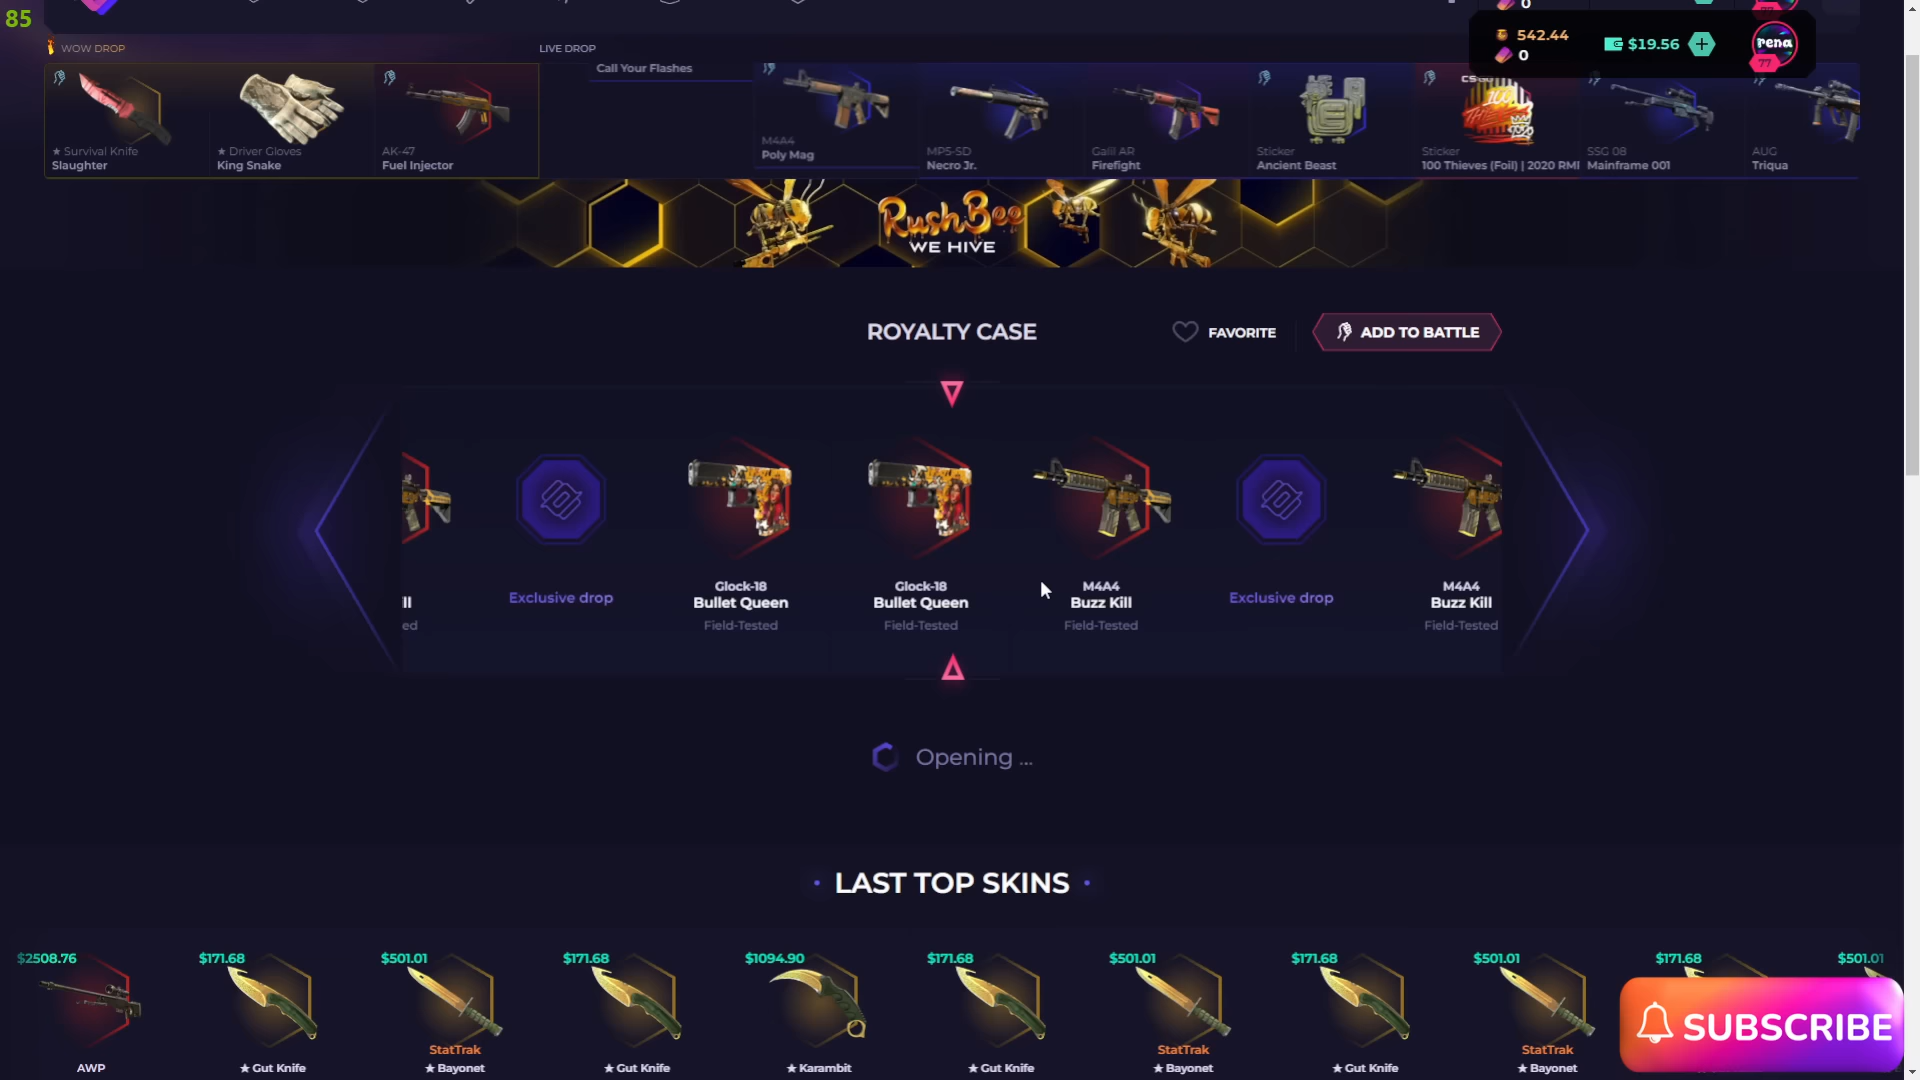 85
0
542.44
0
$19.56
rena
77
WOW DROP
LIVE DROP
Call Your Flashes
★ Survival Knife
Slaughter
★ Driver Gloves
King Snake
AK-47
Fuel Injector
M4A4
Poly Mag
MP5-SD
Necro Jr.
Galil AR
Firefight
Sticker
Ancient Beast
Sticker
100 Thieves (Foil) | 2020 RMI
SSG 08
Mainframe 001
AUG
Triqua
RushBee
WE HIVE
ROYALTY CASE
FAVORITE
ADD TO BATTLE
ll
ed
Exclusive drop
Glock-18
Bullet Queen
Field-Tested
Glock-18
Bullet Queen
Field-Tested
M4A4
Buzz Kill
Field-Tested
Exclusive drop
M4A4
Buzz Kill
Field-Tested
Opening ...
• LAST TOP SKINS •
$2508.76
AWP
$171.68
★ Gut Knife
$501.01
StatTrak
★ Bayonet
$171.68
★ Gut Knife
$1094.90
★ Karambit
$171.68
★ Gut Knife
$501.01
StatTrak
★ Bayonet
$171.68
★ Gut Knife
$501.01
StatTrak
★ Bayonet
$171.68
$501.01
SUBSCRIBE